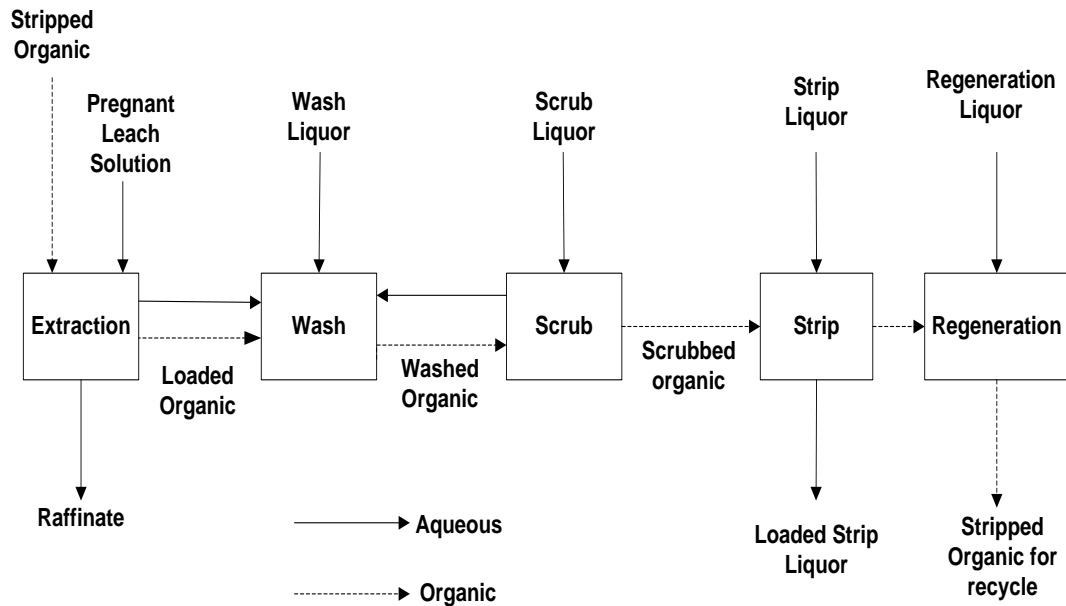 Stripped
Organic
Pregnant
Leach
Solution
Wash
Liquor
Scrub
Liquor
Strip
Liquor
Regeneration
Liquor
Extraction
Wash
Scrub
Strip
Regeneration
Loaded
Organic
Washed
Organic
Scrubbed
organic
Raffinate
Aqueous
Organic
Loaded Strip
Liquor
Stripped
Organic for
recycle